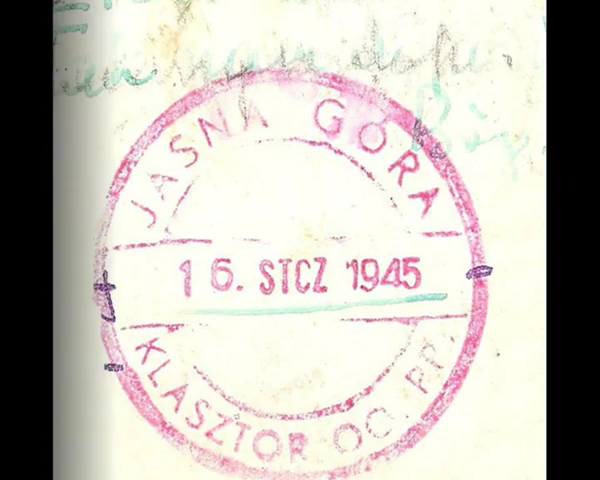 JASNA GÓRA
16. STCZ 1945
KLASZTOR OO. PP.